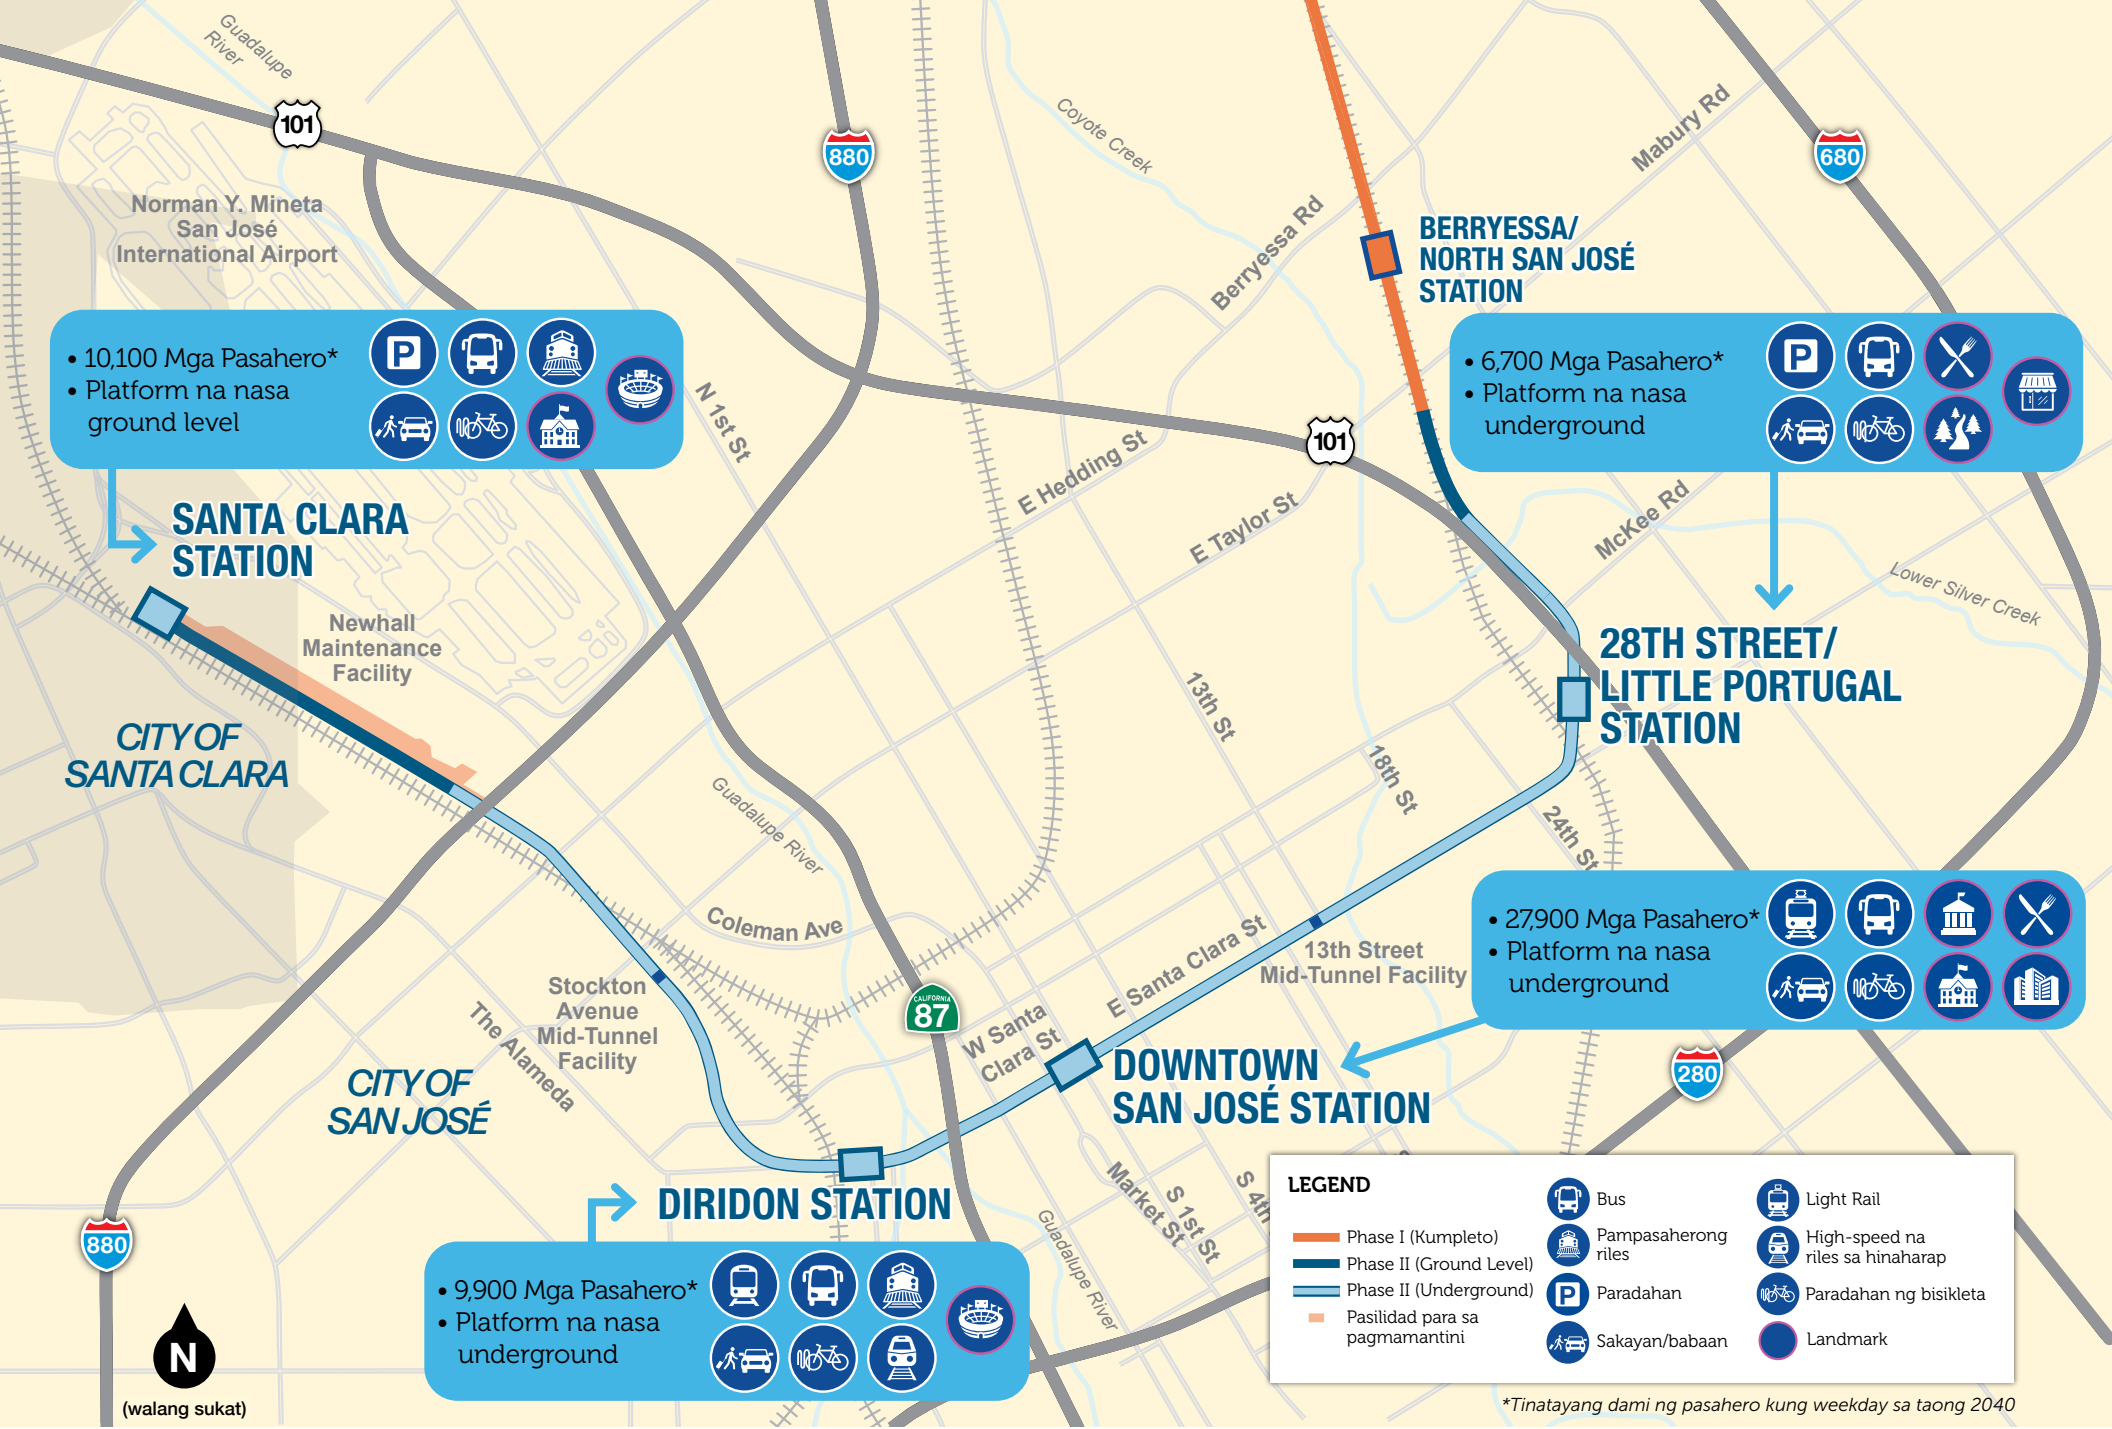 Guadalupe
River
101
880
Coyote Creek
Mabury Rd
680
Norman Y. Mineta
San José
International Airport
Berryessa Rd
BERRYESSA/
NORTH SAN JOSÉ
STATION
• 10,100 Mga Pasahero*
• Platform na nasa
ground level
P
• 6,700 Mga Pasahero*
• Platform na nasa
underground
P
N 1st St
E Hedding St
101
E Taylor St
McKee Rd
SANTA CLARA
STATION
Lower Silver Creek
Newhall
Maintenance
Facility
28TH STREET/
LITTLE PORTUGAL
STATION
13th St
CITY OF
SANTA CLARA
18th St
Guadalupe River
24th St
Coleman Ave
• 27,900 Mga Pasahero*
• Platform na nasa
underground
E Santa Clara St
13th Street
Mid-Tunnel Facility
Stockton
Avenue
Mid-Tunnel
Facility
The Alameda
CALIFORNIA
87
W Santa
Clara St
DOWNTOWN
SAN JOSÉ STATION
280
CITY OF
SAN JOSÉ
DIRIDON STATION
Market St
S 1st St
S 4th
Guadalupe River
880
• 9,900 Mga Pasahero*
• Platform na nasa
underground
N
(walang sukat)
LEGEND
Phase I (Kumpleto)
Phase II (Ground Level)
Phase II (Underground)
Pasilidad para sa
pagmamantini
Bus
Pampasaherong
riles
P
Paradahan
Sakayan/babaan
Light Rail
High-speed na
riles sa hinaharap
Paradahan ng bisikleta
Landmark
*Tinatayang dami ng pasahero kung weekday sa taong 2040